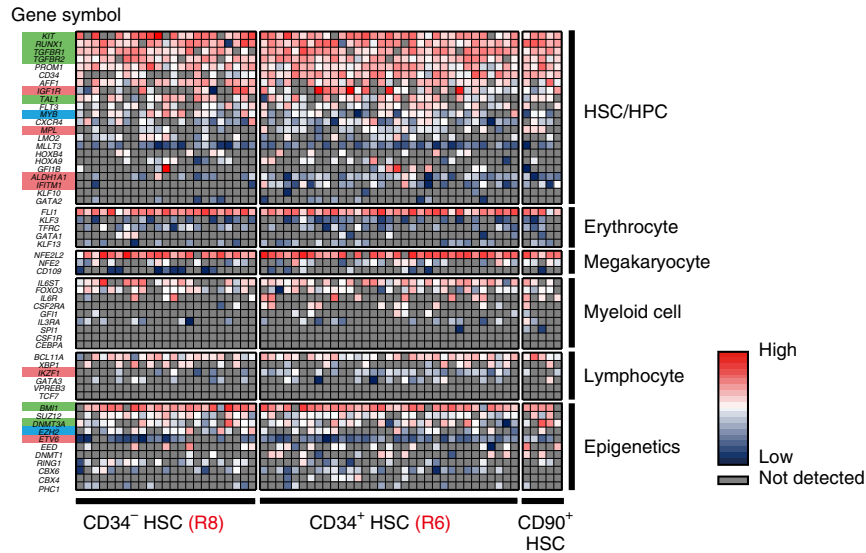 Gene symbol
KIT
RUNX1
TGFBR1
TGFBR2
PROM1
CD34
AFF1
IGF1R
TAL1
FLT3
MYB
CXCR4
MPL
LMO2
MLLT3
HOXB4
HOXA9
GFI1B
ALDH1A1
IFITM1
KLF10
GATA2
HSC/HPC
FLI1
KLF3
TFRC
GATA1
KLF13
Erythrocyte
NFE2L2
NFE2
CD109
Megakaryocyte
IL6ST
FOXO3
IL6R
CSF2RA
GFI1
IL3RA
SPI1
CSF1R
CEBPA
Myeloid cell
BCL11A
XBP1
IKZF1
GATA3
VPREB3
TCF7
Lymphocyte
BMI1
SUZ12
DNMT3A
EZH2
ETV6
EED
DNMT1
RING1
CBX6
CBX4
PHC1
Epigenetics
High
Low
Not detected
CD34⁻ HSC (R8)
CD34⁺ HSC (R6)
CD90⁺
HSC